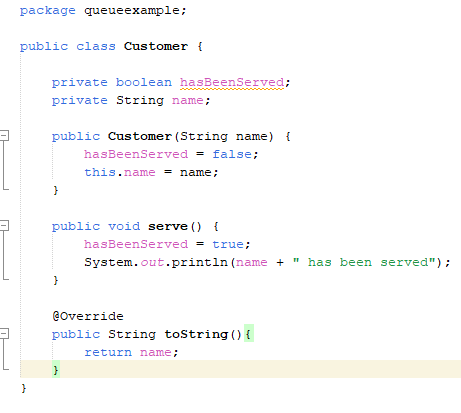 package queueexample;
public class Customer {
private boolean hasBeenServed;
private String name;
public Customer(String name) {
hasBeenServed = false;
this.name = name;
}
public void serve() {
hasBeenServed = true;
System.out.println(name + " has been served");
}
@Override
public String toString(){
return name;
}
}